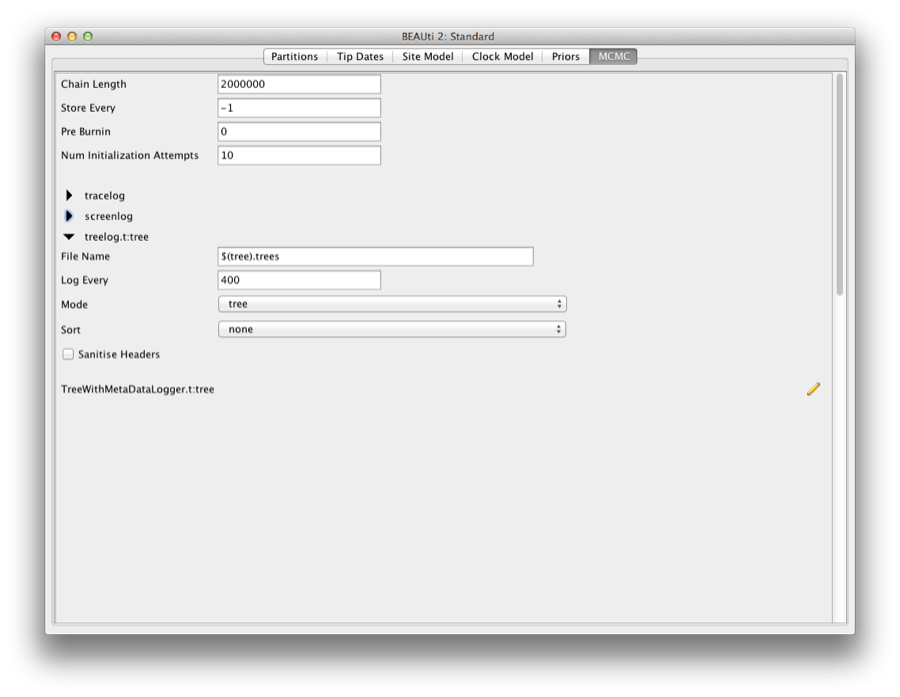 BEAUti 2: Standard
Partitions Tip Dates Site Model Clock Model Priors MCMC
Chain Length 2000000
Store Every -1
Pre Burnin 0
Num Initialization Attempts 10
tracelog
screenlog
treelog.t:tree
File Name $(tree).trees
Log Every 400
Mode tree
Sort none
Sanitise Headers
TreeWithMetaDataLogger.t:tree